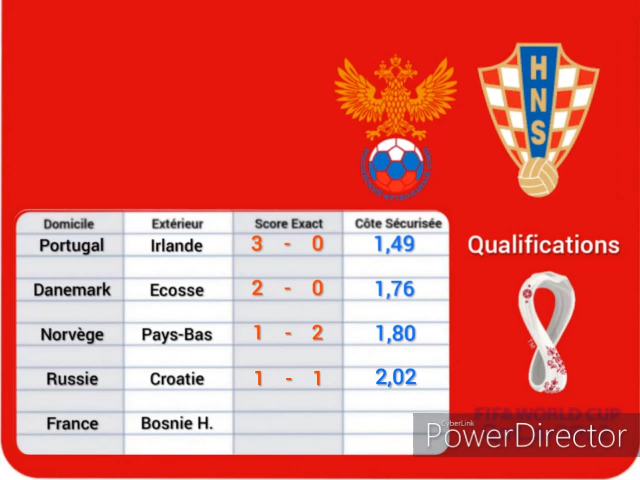 HNS
Domicile Extérieur Score Exact Côte Sécurisée
Portugal Irlande 3 - 0 1,49
Danemark Ecosse 2 - 0 1,76
Norvège Pays-Bas 1 - 2 1,80
Russie Croatie 1 - 1 2,02
France Bosnie H.
Qualifications
TM
FIFA WORLD CUP
CyberLink
PowerDirector